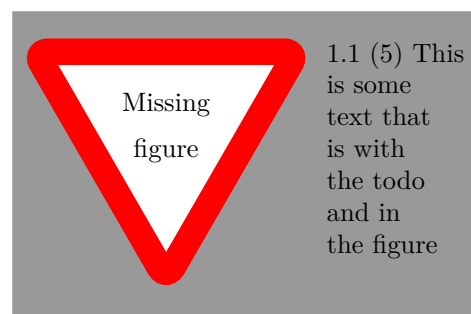 Missing
figure
1.1 (5) This
is some
text that
is with
the todo
and in
the figure